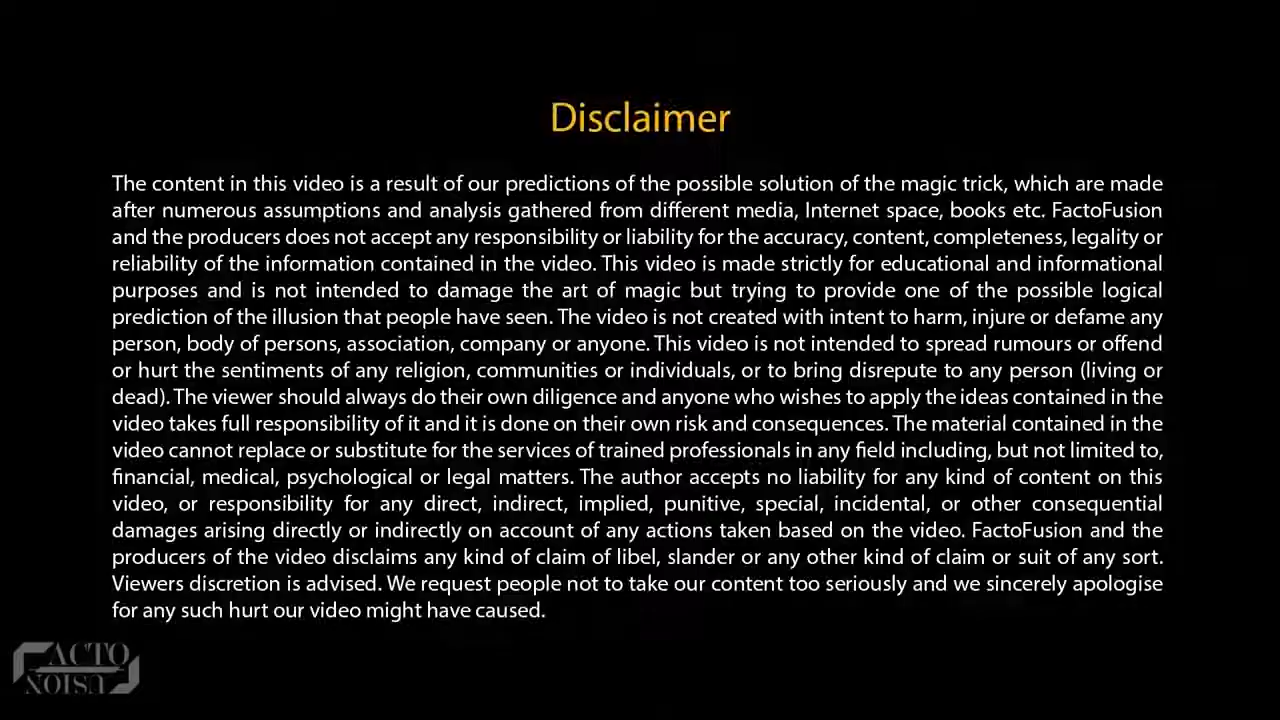 Disclaimer
The content in this video is a result of our predictions of the possible solution of the magic trick, which are made
after numerous assumptions and analysis gathered from different media, Internet space, books etc. FactoFusion
and the producers does not accept any responsibility or liability for the accuracy, content, completeness, legality or
reliability of the information contained in the video. This video is made strictly for educational and informational
purposes and is not intended to damage the art of magic but trying to provide one of the possible logical
prediction of the illusion that people have seen. The video is not created with intent to harm, injure or defame any
person, body of persons, association, company or anyone. This video is not intended to spread rumours or offend
or hurt the sentiments of any religion, communities or individuals, or to bring disrepute to any person (living or
dead). The viewer should always do their own diligence and anyone who wishes to apply the ideas contained in the
video takes full responsibility of it and it is done on their own risk and consequences. The material contained in the
video cannot replace or substitute for the services of trained professionals in any field including, but not limited to,
financial, medical, psychological or legal matters. The author accepts no liability for any kind of content on this
video, or responsibility for any direct, indirect, implied, punitive, special, incidental, or other consequential
damages arising directly or indirectly on account of any actions taken based on the video. FactoFusion and the
producers of the video disclaims any kind of claim of libel, slander or any other kind of claim or suit of any sort.
Viewers discretion is advised. We request people not to take our content too seriously and we sincerely apologise
for any such hurt our video might have caused.
FACTO
FUSION